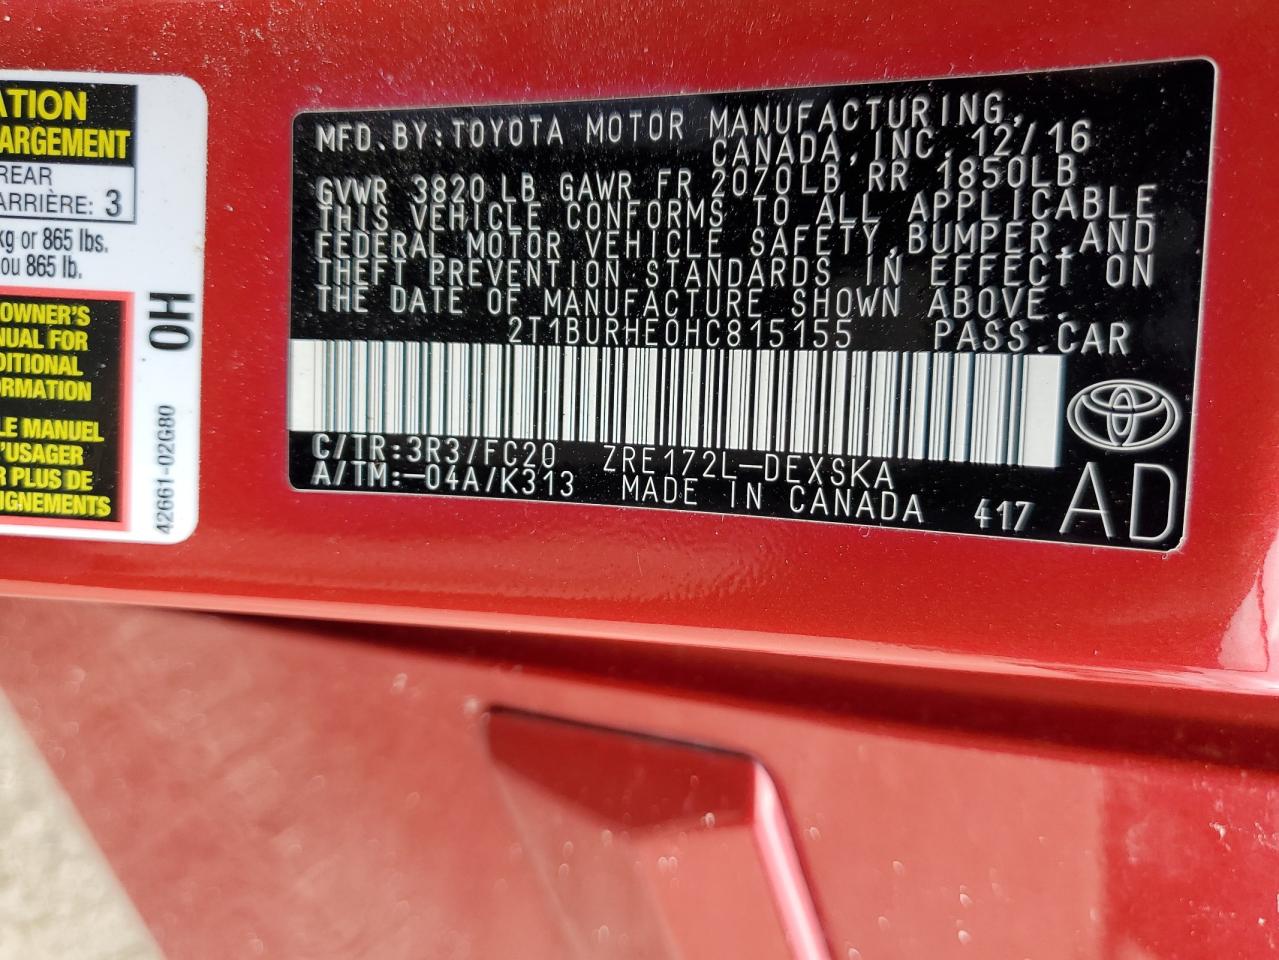 ATION
ARGEMENT
REAR
ARRIÈRE: 3
kg or 865 lbs.
ou 865 lb.
OWNER'S
NUAL FOR
DITIONAL
ORMATION
LE MANUEL
'USAGER
R PLUS DE
IGNEMENTS
0H
42661-02G80
MFD.BY:TOYOTA MOTOR MANUFACTURING,
CANADA,INC. 12/16
GVWR 3820LB GAWR FR 2070LB RR 1850LB
THIS VEHICLE CONFORMS TO ALL APPLICABLE
FEDERAL MOTOR VEHICLE SAFETY,BUMPER,AND
THEFT PREVENTION STANDARDS IN EFFECT ON
THE DATE OF MANUFACTURE SHOWN ABOVE.
2T1BURHE0HC815155 PASS.CAR
C/TR:3R3/FC20 ZRE172L-DEXSKA
A/TM:-04A/K313 MADE IN CANADA 417
AD